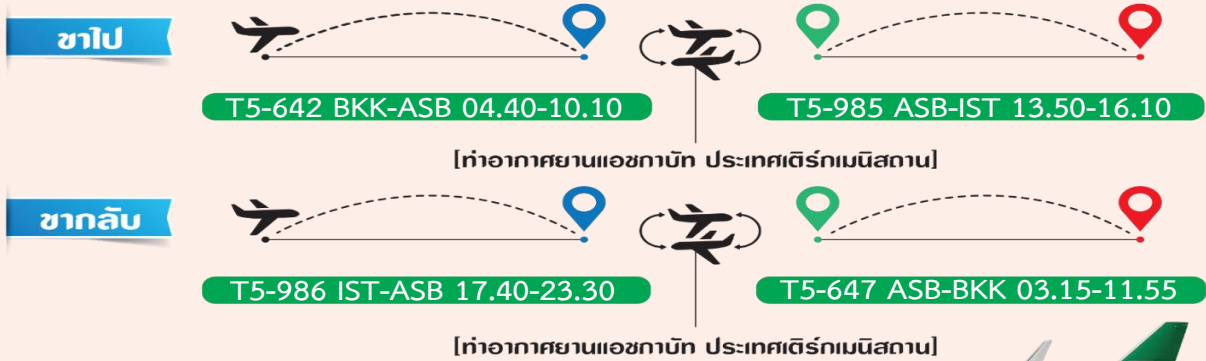 ขาไป
T5-642 BKK-ASB 04.40-10.10
T5-985 ASB-IST 13.50-16.10
[ท่าอากาศยานแอชกาบัท ประเทศเติร์กเมนิสถาน]
ขากลับ
T5-986 IST-ASB 17.40-23.30
T5-647 ASB-BKK 03.15-11.55
[ท่าอากาศยานแอชกาบัท ประเทศเติร์กเมนิสถาน]